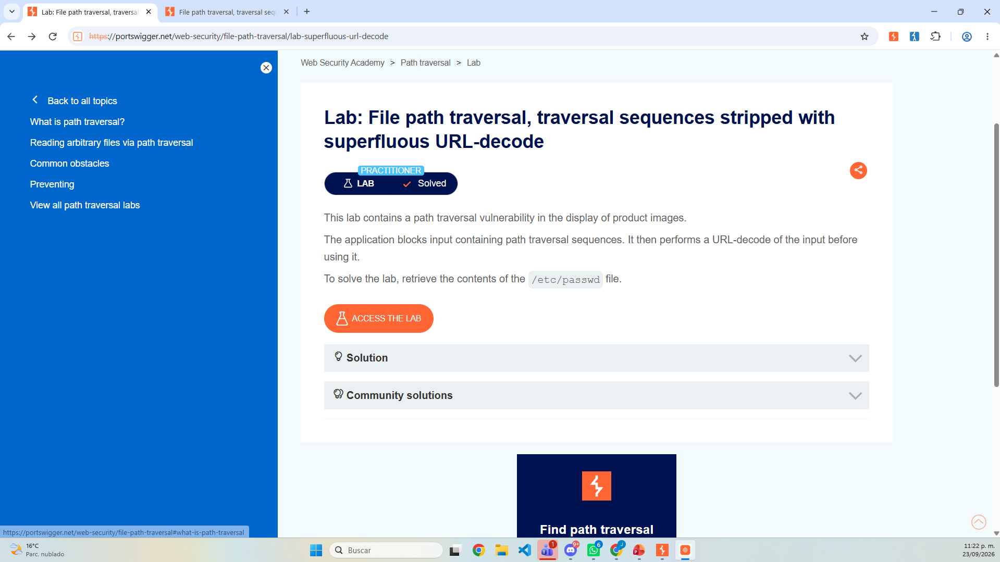 Lab: File path traversal, traversal
File path traversal, traversal seq
https://portswigger.net/web-security/file-path-traversal/lab-superfluous-url-decode
Back to all topics
What is path traversal?
Reading arbitrary files via path traversal
Common obstacles
Preventing
View all path traversal labs
Web Security Academy > Path traversal > Lab
Lab: File path traversal, traversal sequences stripped with
superfluous URL-decode
PRACTITIONER
LAB Solved
This lab contains a path traversal vulnerability in the display of product images.
The application blocks input containing path traversal sequences. It then performs a URL-decode of the input before
using it.
To solve the lab, retrieve the contents of the /etc/passwd file.
ACCESS THE LAB
Solution
Community solutions
Find path traversal
https://portswigger.net/web-security/file-path-traversal#what-is-path-traversal
16°C
Parc. nublado
Buscar
1
9+
6
J
11:22 p. m.
23/09/2026